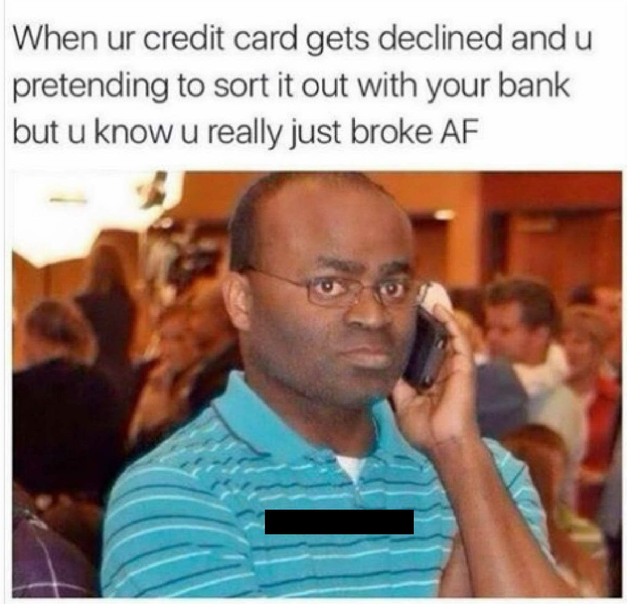 When ur credit card gets declined and u
pretending to sort it out with your bank
but u know u really just broke AF